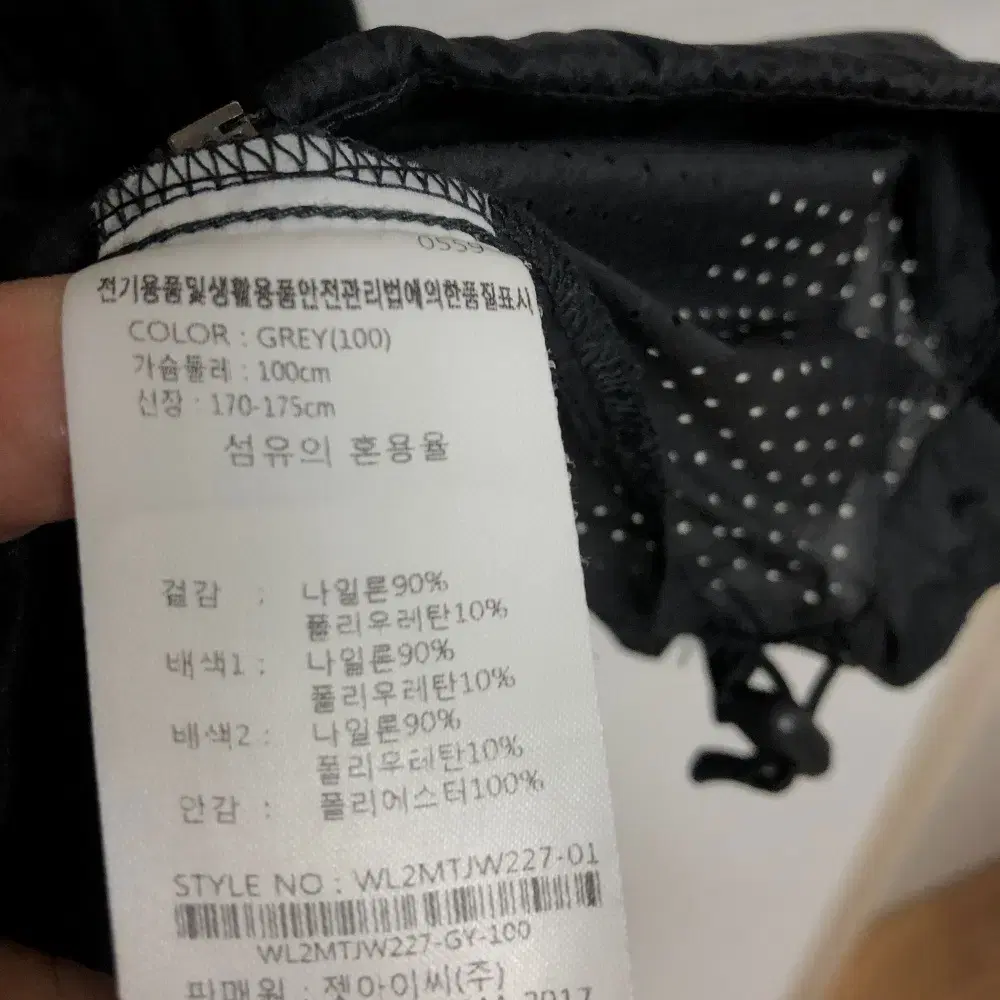 0559
전기용품및생활용품안전관리법에의한품질표시
COLOR : GREY(100)
가슴둘레 : 100cm
신장 : 170-175cm
섬유의 혼용율
겉감 : 나일론90%
폴리우레탄10%
배색1 : 나일론90%
폴리우레탄10%
배색2 : 나일론90%
폴리우레탄10%
안감 : 폴리에스터100%
STYLE NO : WL2MTJW227-01
WL2MTJW227-GY-100
판매원 : 젯아이씨(주)
2017